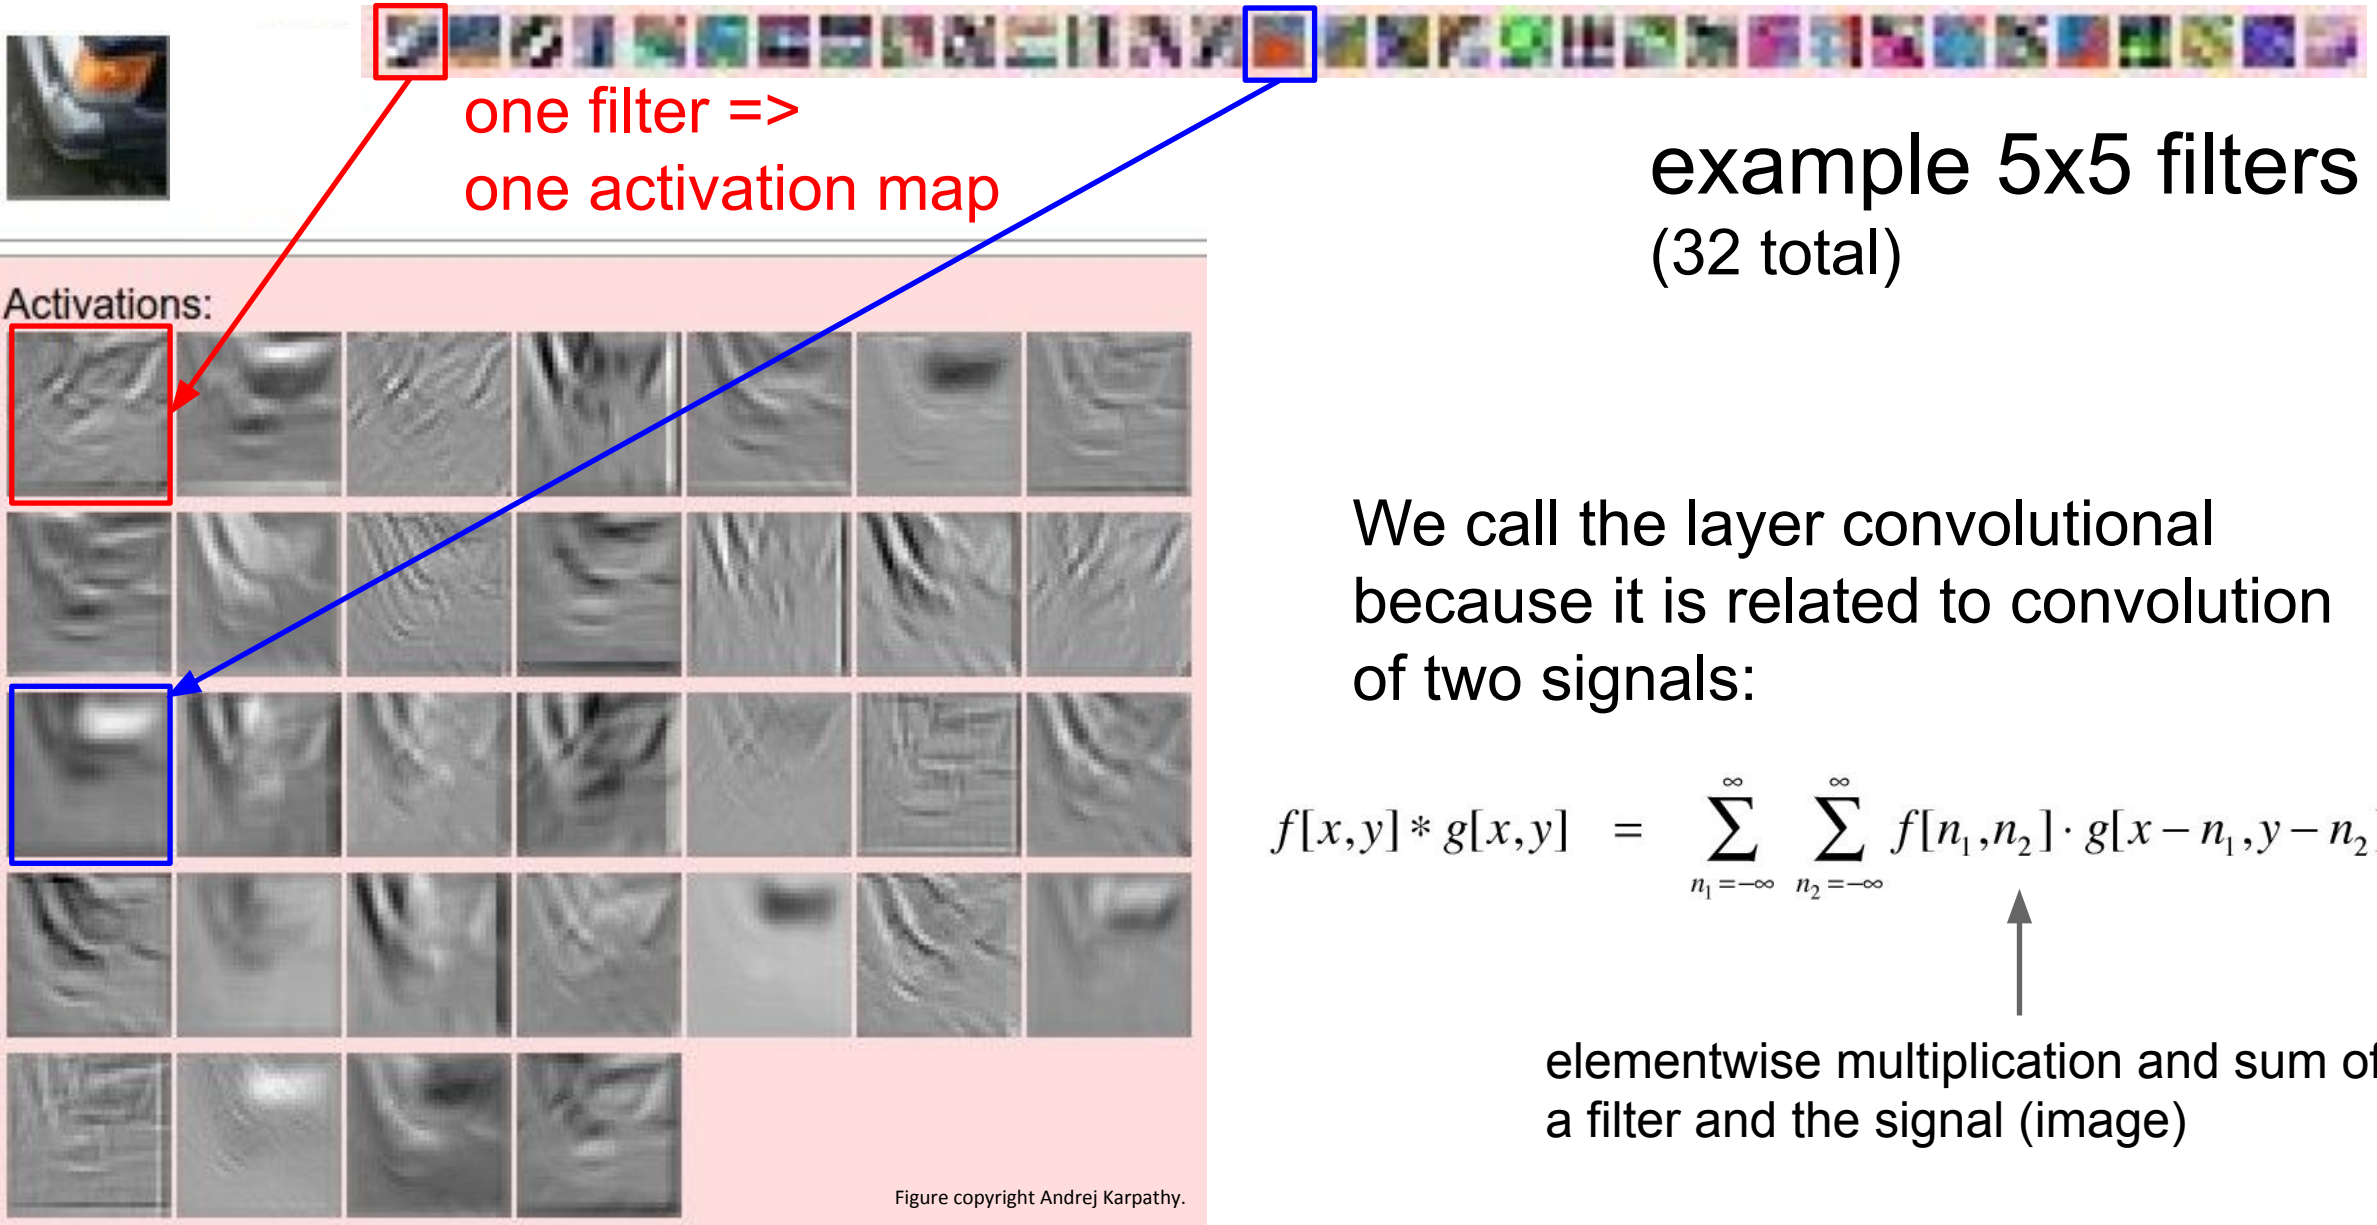 one filter =>
one activation map
example 5x5 filters
(32 total)
Activations:
We call the layer convolutional
because it is related to convolution
of two signals:
f[x,y] * g[x,y] = ∑_{n₁=−∞}^{∞} ∑_{n₂=−∞}^{∞} f[n₁,n₂] · g[x − n₁, y − n₂
elementwise multiplication and sum of
a filter and the signal (image)
Figure copyright Andrej Karpathy.